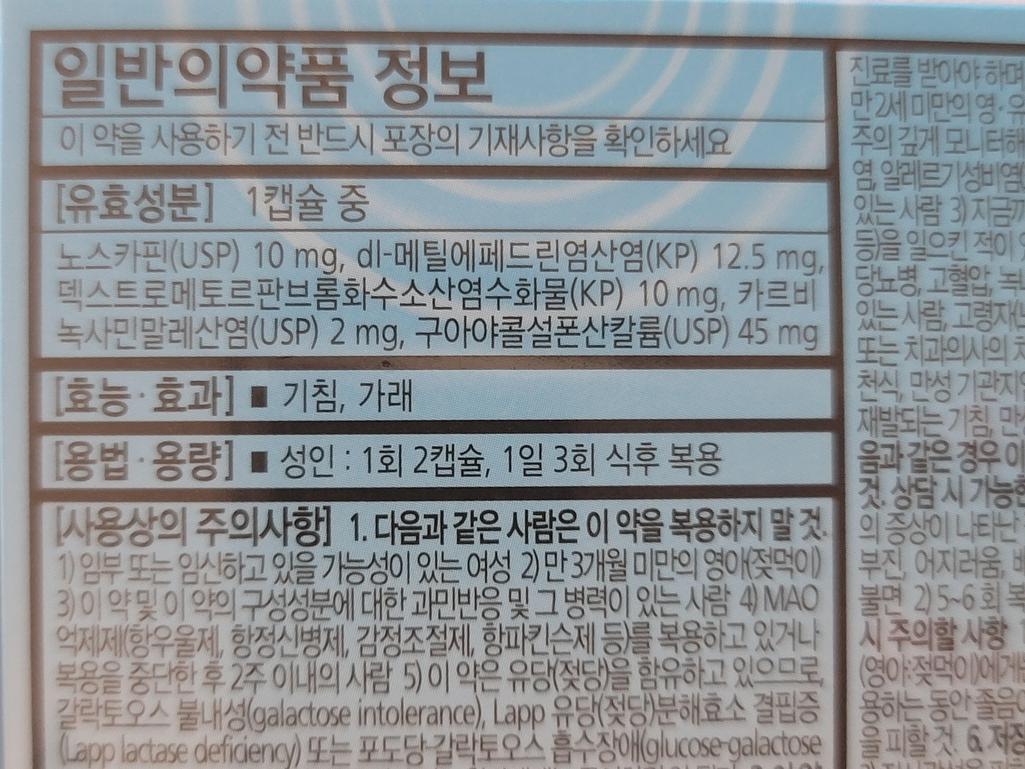 일반의약품 정보
이 약을 사용하기 전 반드시 포장의 기재사항을 확인하세요
[유효성분] 1캡슐 중
노스카핀(USP) 10 mg, dl-메틸에페드린염산염(KP) 12.5 mg,
덱스트로메토르판브롬화수소산염수화물(KP) 10 mg, 카르비
녹사민말레산염(USP) 2 mg, 구아야콜설폰산칼륨(USP) 45 mg
[효능·효과] ■ 기침, 가래
[용법·용량] ■ 성인 : 1회 2캡슐, 1일 3회 식후 복용
[사용상의 주의사항] 1. 다음과 같은 사람은 이 약을 복용하지 말 것.
1) 임부 또는 임신하고 있을 가능성이 있는 여성 2) 만 3개월 미만의 영아(젖먹이)
3) 이 약 및 이 약의 구성성분에 대한 과민반응 및 그 병력이 있는 사람 4) MAO
억제제(항우울제, 항정신병제, 감정조절제, 항파킨슨제 등)를 복용하고 있거나
복용을 중단한 후 2주 이내의 사람 5) 이 약은 유당(젖당)을 함유하고 있으므로,
갈락토오스 불내성(galactose intolerance), Lapp 유당(젖당)분해효소 결핍증
(Lapp lactase deficiency) 또는 포도당-갈락토오스 흡수장애(glucose-galactose
진료를 받아야 하며
만 2세 미만의 영·유
주의 깊게 모니터해
염, 알레르기성비염
있는 사람 3) 지금까
등)을 일으킨 적이 있
당뇨병, 고혈압, 녹
있는 사람, 고령자(노
또는 치과의사의 치
천식, 만성 기관지염
재발되는 기침, 만
음과 같은 경우 이
것. 상담 시 가능한
의 증상이 나타난
부진, 어지러움, 배
불면 2) 5~6회 복
시 주의할 사항
(영아:젖먹이)에게
용하는 동안 졸음이
을 피할 것. 6. 저장